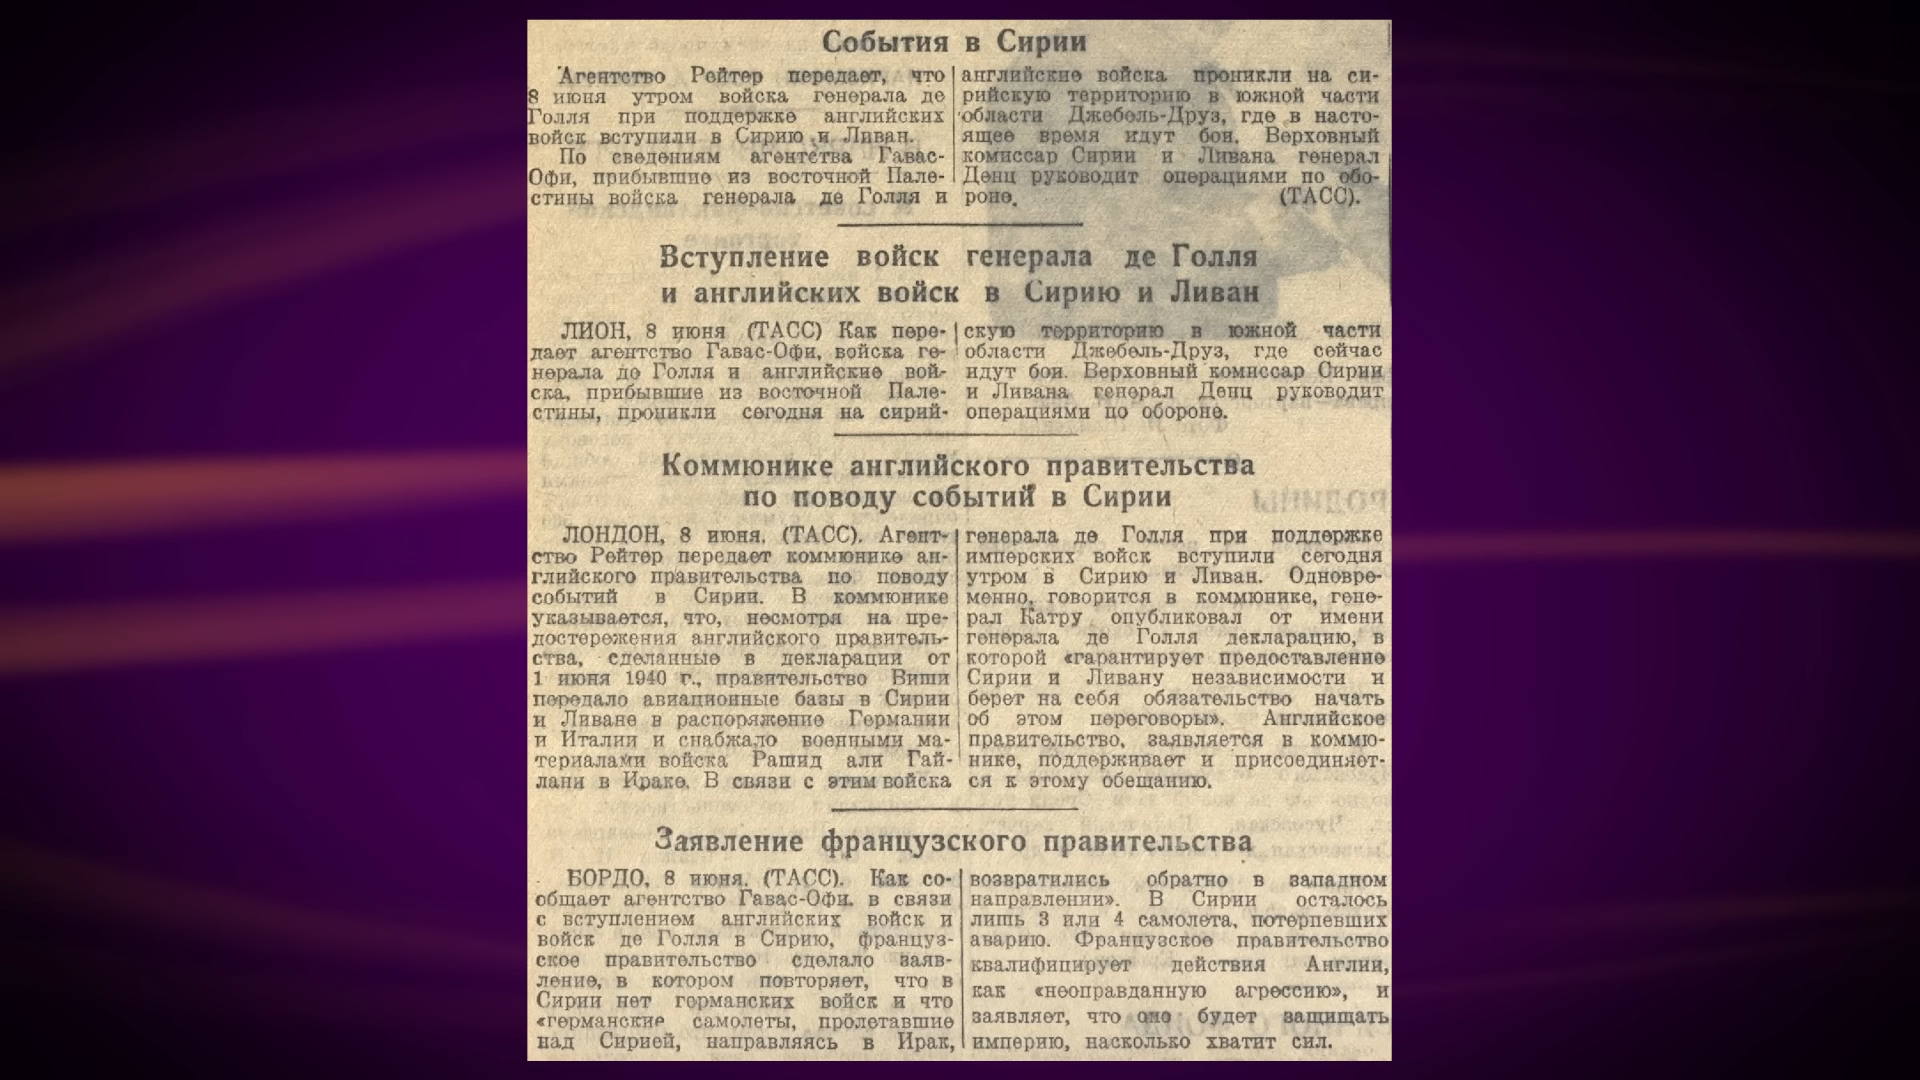 События в Сирии
Агентство Рейтер передает, что
8 июня утром войска генерала де
Голля при поддержке английских
войск вступили в Сирию и Ливан.
По сведениям агентства Гавас-
Офи, прибывшие из восточной Пале-
стины войска генерала де Голля и
английские войска проникли на си-
рийскую территорию в южной части
области Джебель-Друз, где в насто-
ящее время идут бои. Верховный
комиссар Сирии и Ливана генерал
Денц руководит операциями по обо-
роне. (ТАСС).
Вступление войск генерала де Голля
и английских войск в Сирию и Ливан
ЛИОН, 8 июня (ТАСС) Как пере-
дает агентство Гавас-Офи, войска ге-
нерала де Голля и английские вой-
ска, прибывшие из восточной Пале-
стины, проникли сегодня на сирий-
скую территорию в южной части
области Джебель-Друз, где сейчас
идут бои. Верховный комиссар Сирии
и Ливана генерал Денц руководит
операциями по обороне.
Коммюнике английского правительства
по поводу событий в Сирии
ЛОНДОН, 8 июня. (ТАСС). Агент-
ство Рейтер передает коммюнике ан-
глийского правительства по поводу
событий в Сирии. В коммюнике
указывается, что, несмотря на пре-
достережения английского правитель-
ства, сделанные в декларации от
1 июня 1940 г., правительство Виши
передало авиационные базы в Сирии
и Ливане в распоряжение Германии
и Италии и снабжало военными ма-
териалами войска Рашид али Гай-
лани в Ираке. В связи с этим войска
генерала де Голля при поддержке
имперских войск вступили сегодня
утром в Сирию и Ливан. Одновре-
менно, говорится в коммюнике, гене-
рал Катру опубликовал от имени
генерала де Голля декларацию, в
которой «гарантирует предоставление
Сирии и Ливану независимости и
берет на себя обязательство начать
об этом переговоры». Английское
правительство, заявляется в коммю-
нике, поддерживает и присоединяет-
ся к этому обещанию.
Заявление французского правительства
БОРДО, 8 июня. (ТАСС). Как со-
общает агентство Гавас-Офи, в связи
с вступлением английских войск и
войск де Голля в Сирию, француз-
ское правительство сделало заяв-
ление, в котором повторяет, что в
Сирии нет германских войск и что
«германские самолеты, пролетавшие
над Сирией, направляясь в Ирак,
возвратились обратно в западном
направлении». В Сирии осталось
лишь 3 или 4 самолета, потерпевших
аварию. Французское правительство
квалифицирует действия Англии,
как «неоправданную агрессию», и
заявляет, что оно будет защищать
империю, насколько хватит сил.